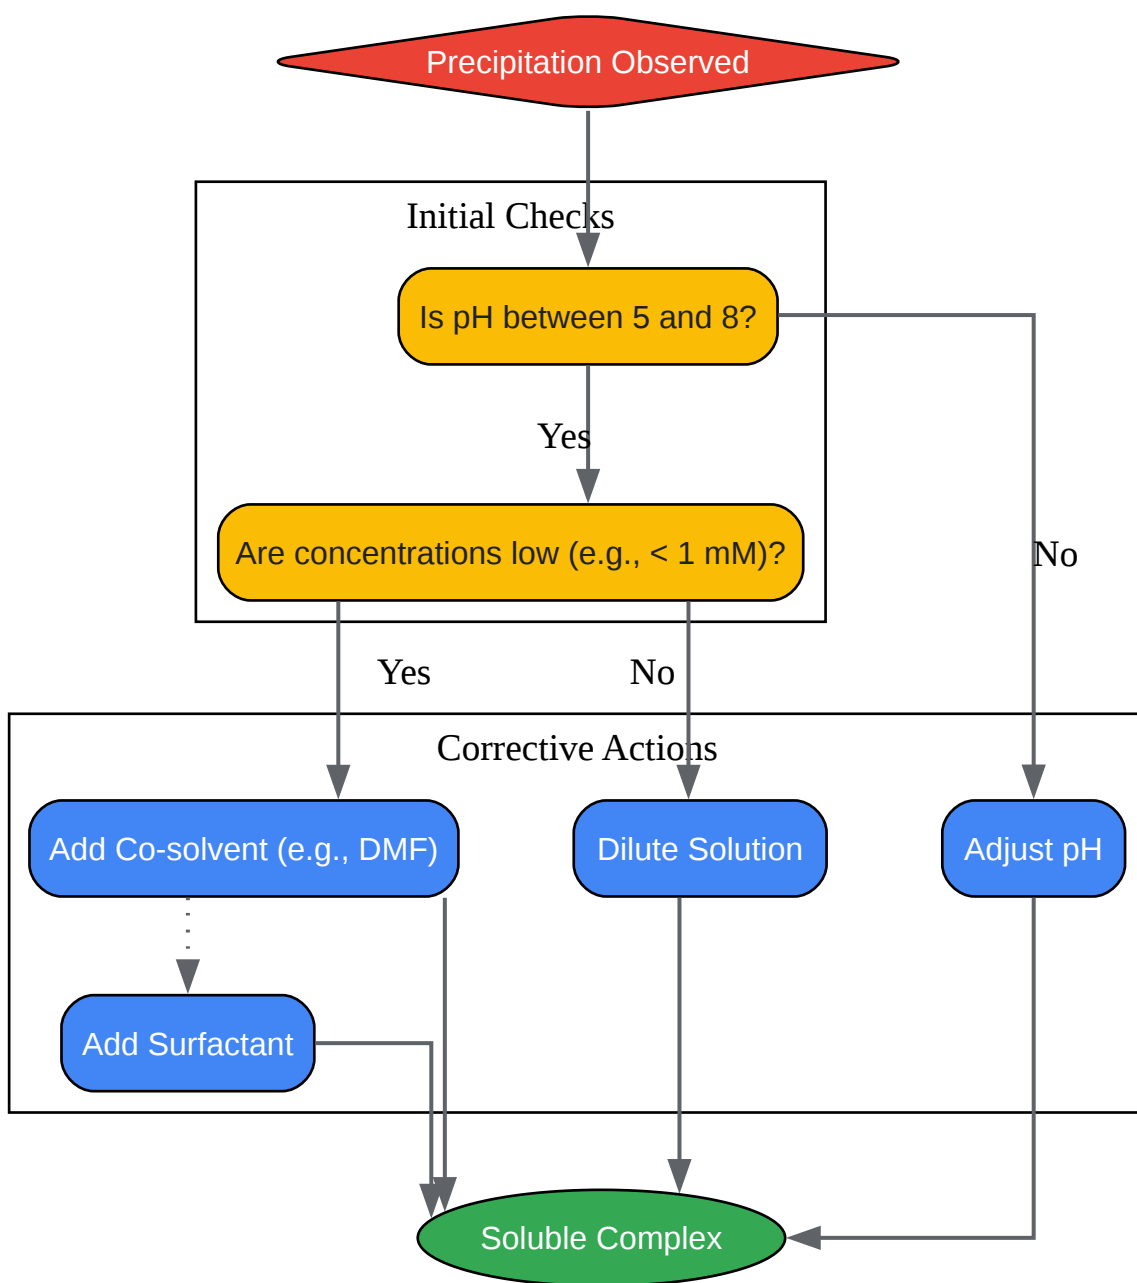 Precipitation Observed
Initial Checks
Is pH between 5 and 8?
Yes
Are concentrations low (e.g., < 1 mM)?
No
Yes
No
Corrective Actions
Add Co-solvent (e.g., DMF)
Dilute Solution
Adjust pH
Add Surfactant
Soluble Complex